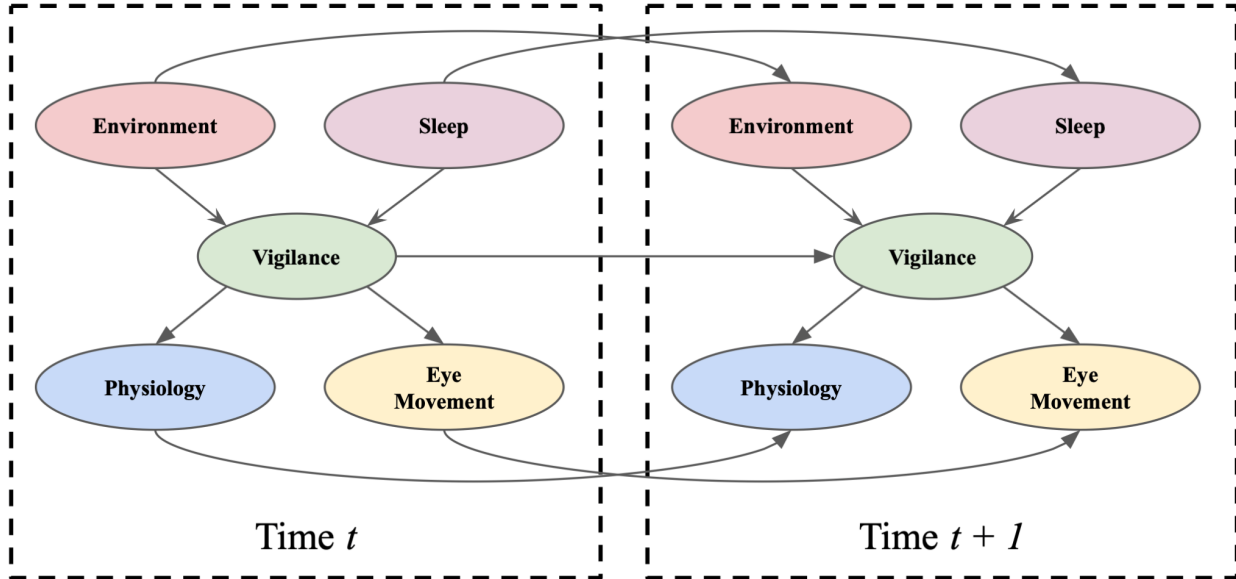 Environment
Sleep
Vigilance
Physiology
Eye
Movement
Time t
Environment
Sleep
Vigilance
Physiology
Eye
Movement
Time t + 1